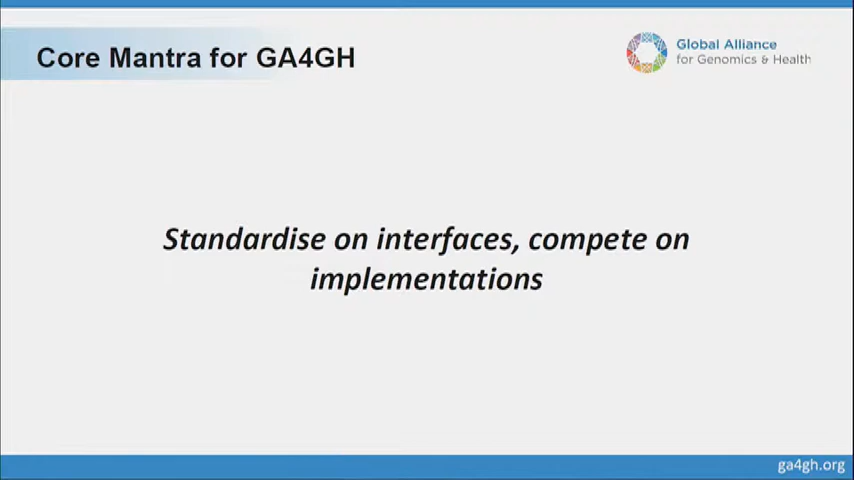 Core Mantra for GA4GH
Global Alliance
for Genomics & Health
Standardise on interfaces, compete on
implementations
ga4gh.org